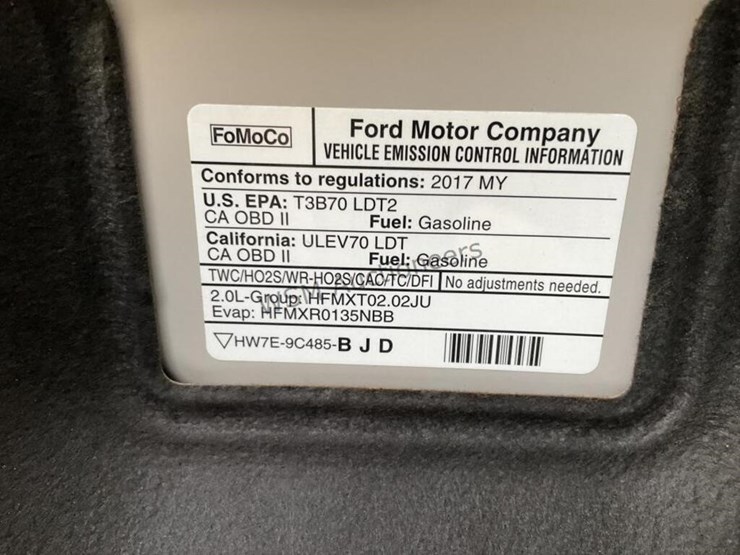 FoMoCo
Ford Motor Company
VEHICLE EMISSION CONTROL INFORMATION
Conforms to regulations: 2017 MY
U.S. EPA: T3B70 LDT2
CA OBD II Fuel: Gasoline
California: ULEV70 LDT
CA OBD II Fuel: Gasoline
TWC/HO2S/WR-HO2S/CAC/TC/DFI No adjustments needed.
2.0L-Group: HFMXT02.02JU
Evap: HFMXR0135NBB
▽HW7E-9C485-B J D
Auctioneers